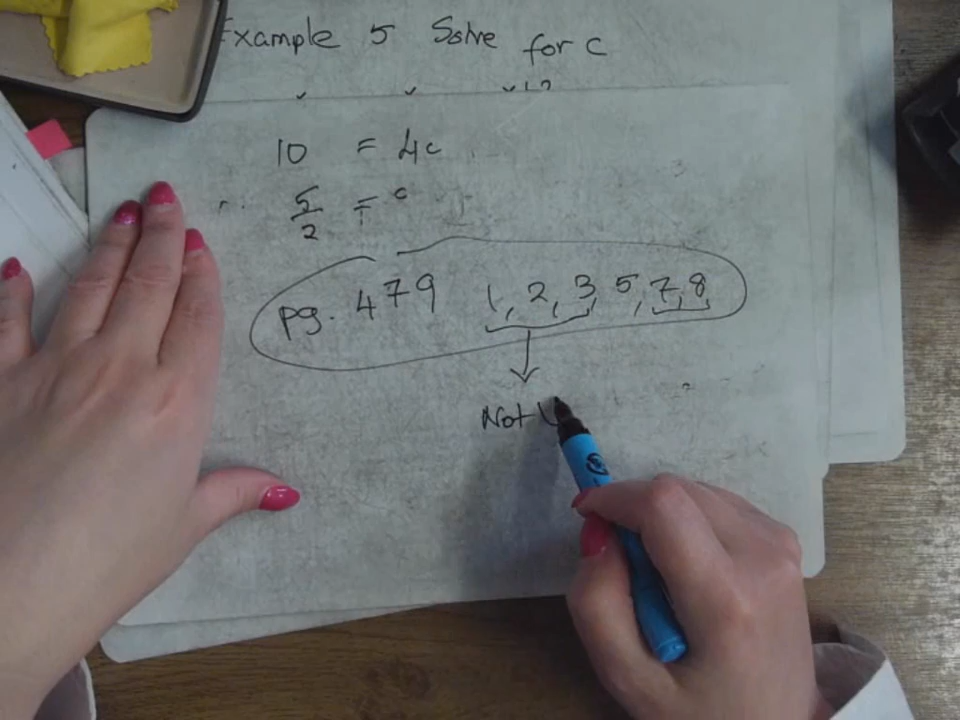 Example 5 Solve for c
10 = 4c
5/2 = c
pg. 479 1, 2, 3, 5, 7, 8
Not